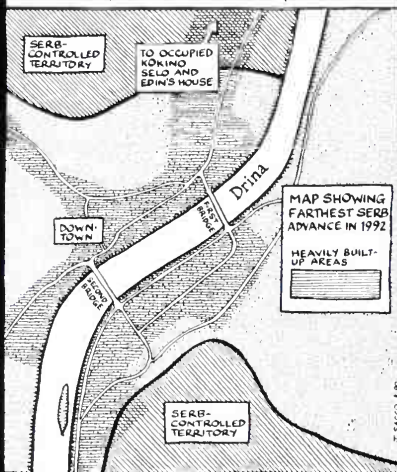 SERB-
CONTROLLED
TERRITORY
TO OCCUPIED
KOKINO
SELO AND
EDIN'S HOUSE
Drina
FIRST
BRIDGE
MAP SHOWING
FARTHEST SERB
ADVANCE IN 1992
HEAVILY BUILT-
UP AREAS
DOWN-
TOWN
SECOND
BRIDGE
SERB-
CONTROLLED
TERRITORY